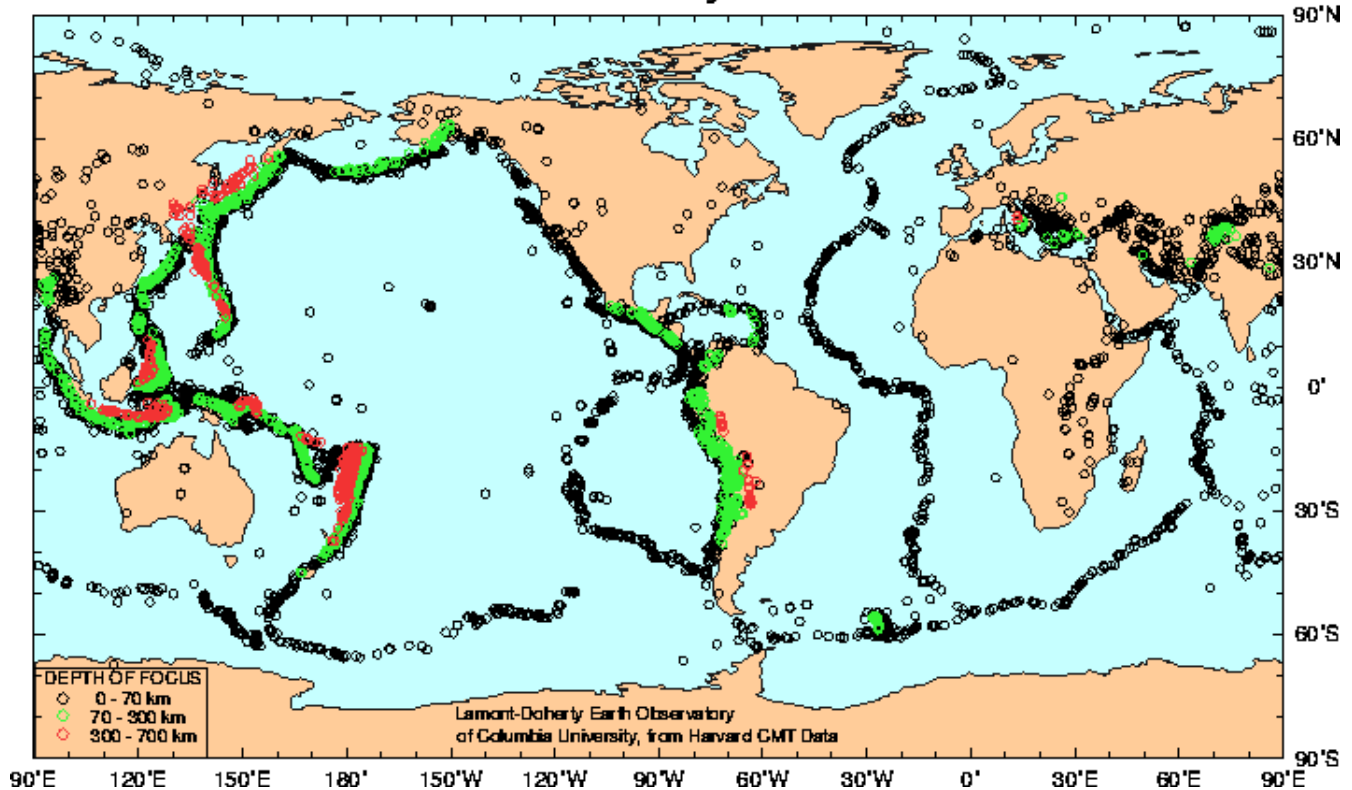 90°N
60°N
30°N
0°
30°S
60°S
90°S
DEPTH OF FOCUS
0 - 70 km
70 - 300 km
300 - 700 km
Lamont-Doherty Earth Observatory
of Columbia University, from Harvard CMT Data
90°E 120°E 150°E 180° 150°W 120°W 90°W 60°W 30°W 0° 30°E 60°E 90°E